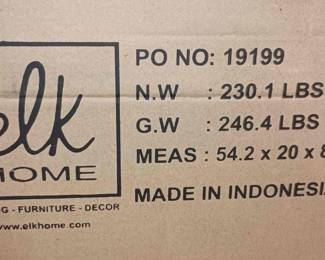 elk
HOME
G - FURNITURE - DECOR
www.elkhome.com
PO NO: 19199
N.W : 230.1 LBS
G.W : 246.4 LBS
MEAS : 54.2 x 20 x 8
MADE IN INDONESI